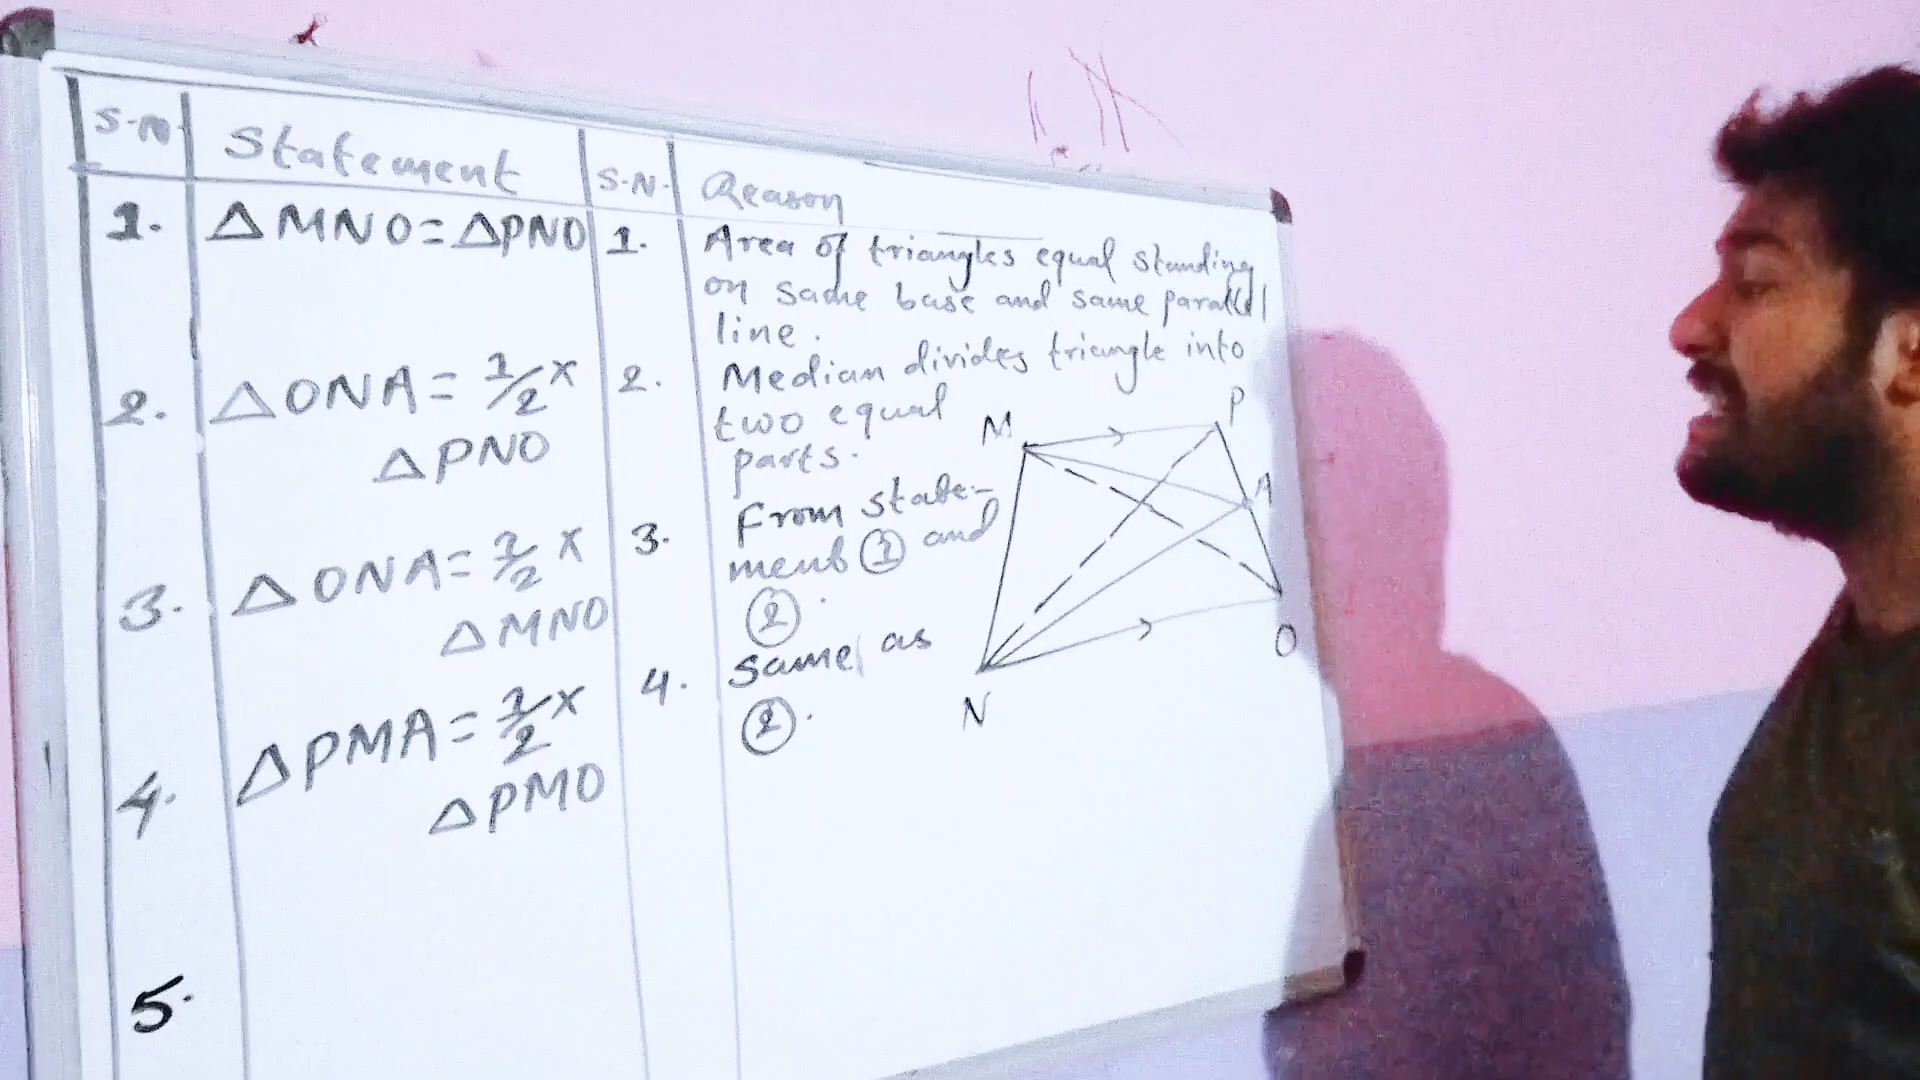 S.N. Statement S.N. Reason
1. △MNO=△PNO 1. Area of triangles equal standing
on same base and same parallel
line.
2. △ONA= 1/2 x 2. Median divides triangle into
△PNO two equal
parts.
3. △ONA= 1/2 x 3. From state-
△MNO ment ① and
②.
4. △PMA= 1/2 x 4. same as
△PMO ②.
5.
M P
A
O
N